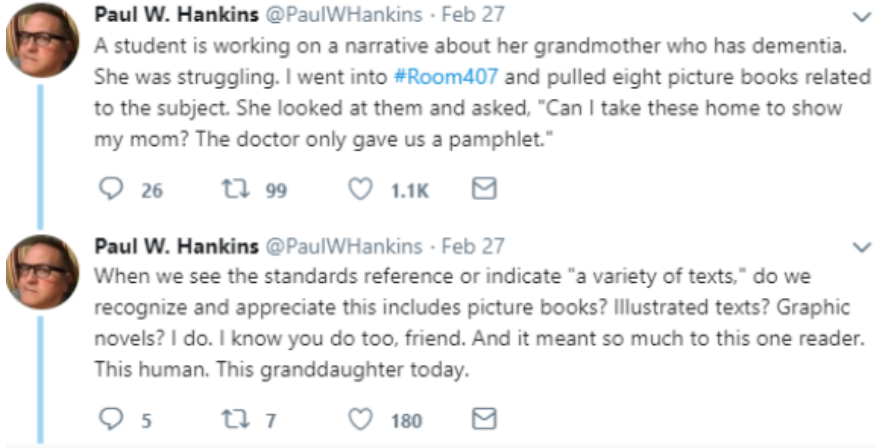 Paul W. Hankins @PaulWHankins · Feb 27
A student is working on a narrative about her grandmother who has dementia.
She was struggling. I went into #Room407 and pulled eight picture books related
to the subject. She looked at them and asked, "Can I take these home to show
my mom? The doctor only gave us a pamphlet."
26 99 1.1K
Paul W. Hankins @PaulWHankins · Feb 27
When we see the standards reference or indicate "a variety of texts," do we
recognize and appreciate this includes picture books? Illustrated texts? Graphic
novels? I do. I know you do too, friend. And it meant so much to this one reader.
This human. This granddaughter today.
5 7 180